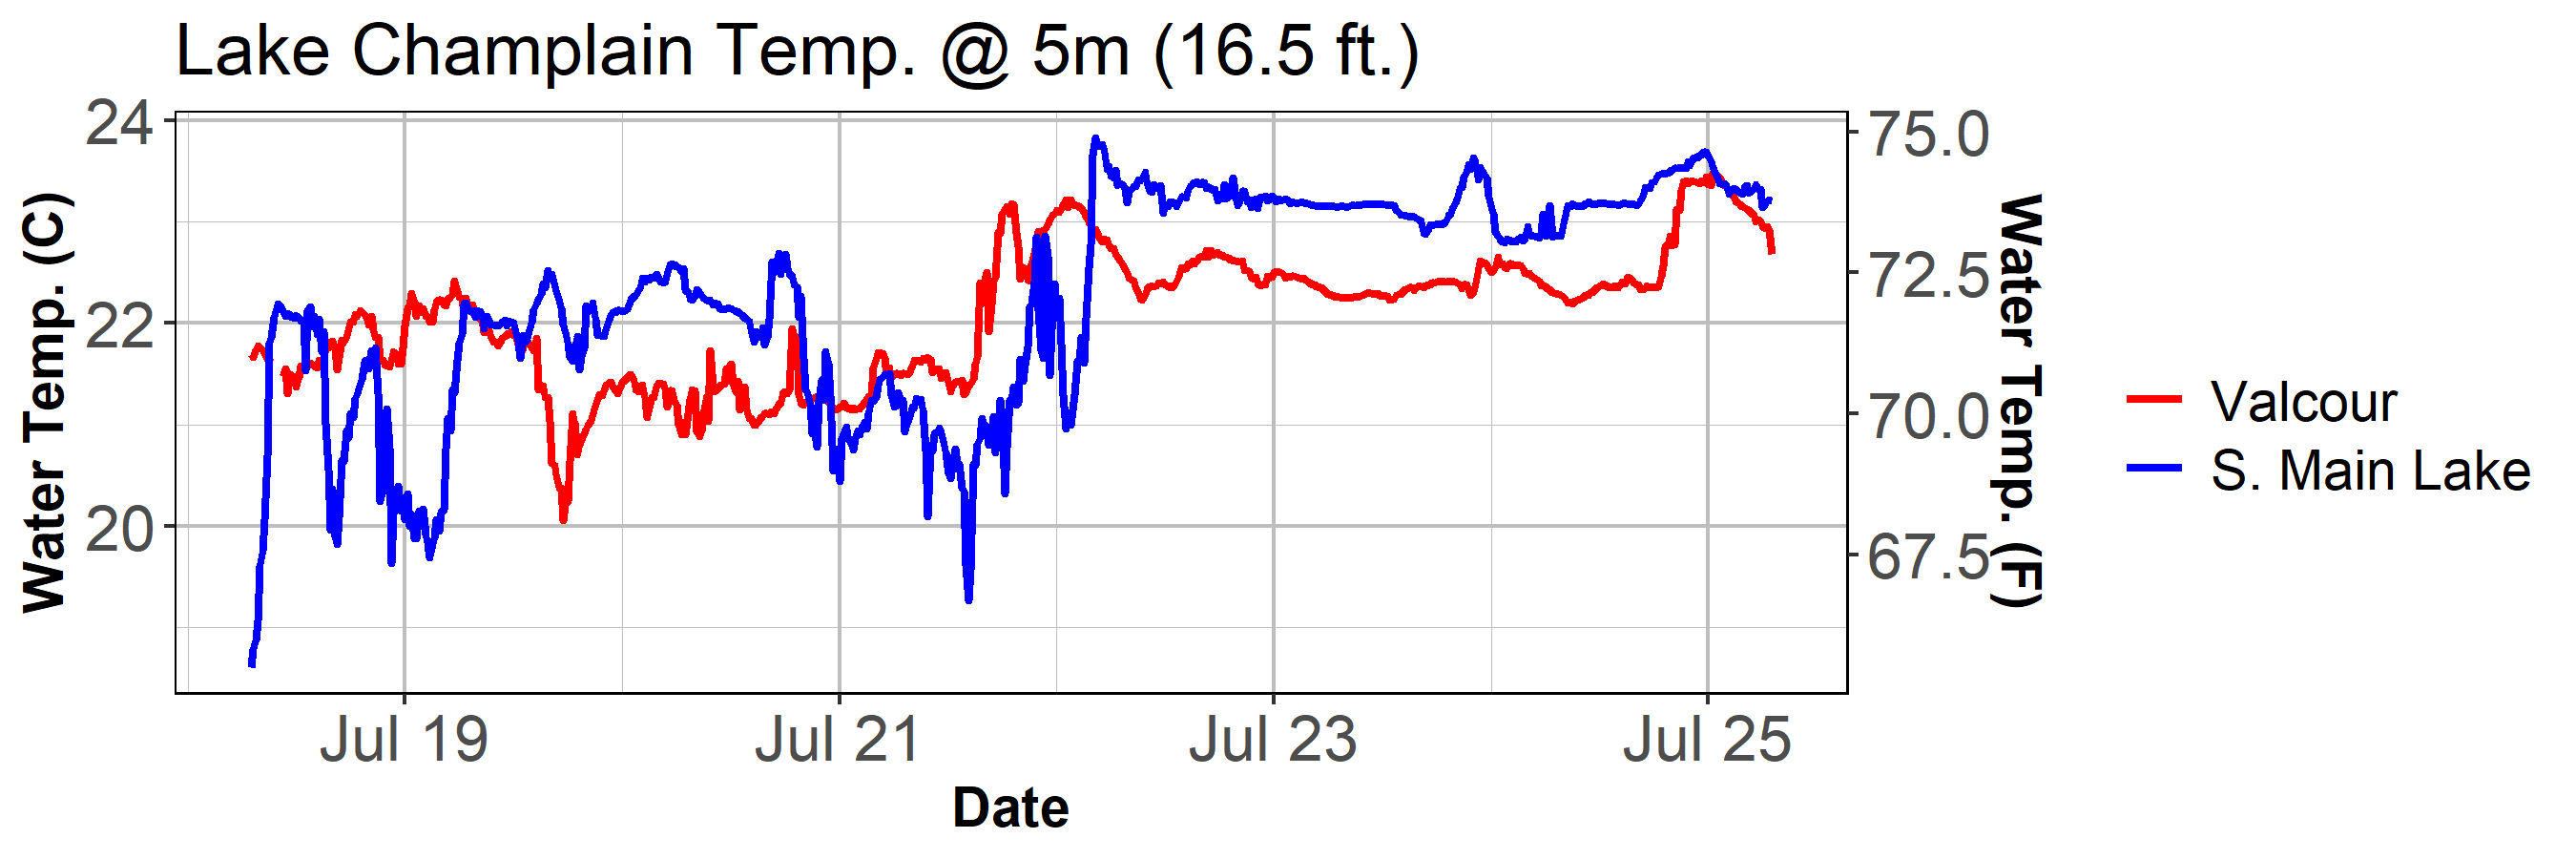 Lake Champlain Temp. @ 5m (16.5 ft.)
Water Temp. (C)
24
22
20
75.0
72.5
70.0
67.5
Water Temp. (F)
Jul 19
Jul 21
Jul 23
Jul 25
Date
Valcour
S. Main Lake